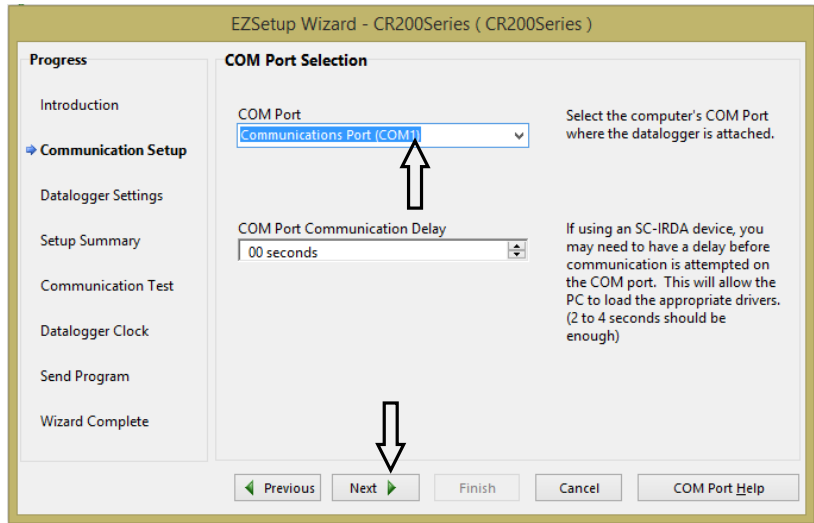 EZSetup Wizard - CR200Series ( CR200Series )
Progress
Introduction
Communication Setup
Datalogger Settings
Setup Summary
Communication Test
Datalogger Clock
Send Program
Wizard Complete
COM Port Selection
COM Port
Communications Port (COM1)
Select the computer's COM Port
where the datalogger is attached.
COM Port Communication Delay
00 seconds
If using an SC-IRDA device, you
may need to have a delay before
communication is attempted on
the COM port.  This will allow the
PC to load the appropriate drivers.
(2 to 4 seconds should be
enough)
Previous
Next
Finish
Cancel
COM Port Help